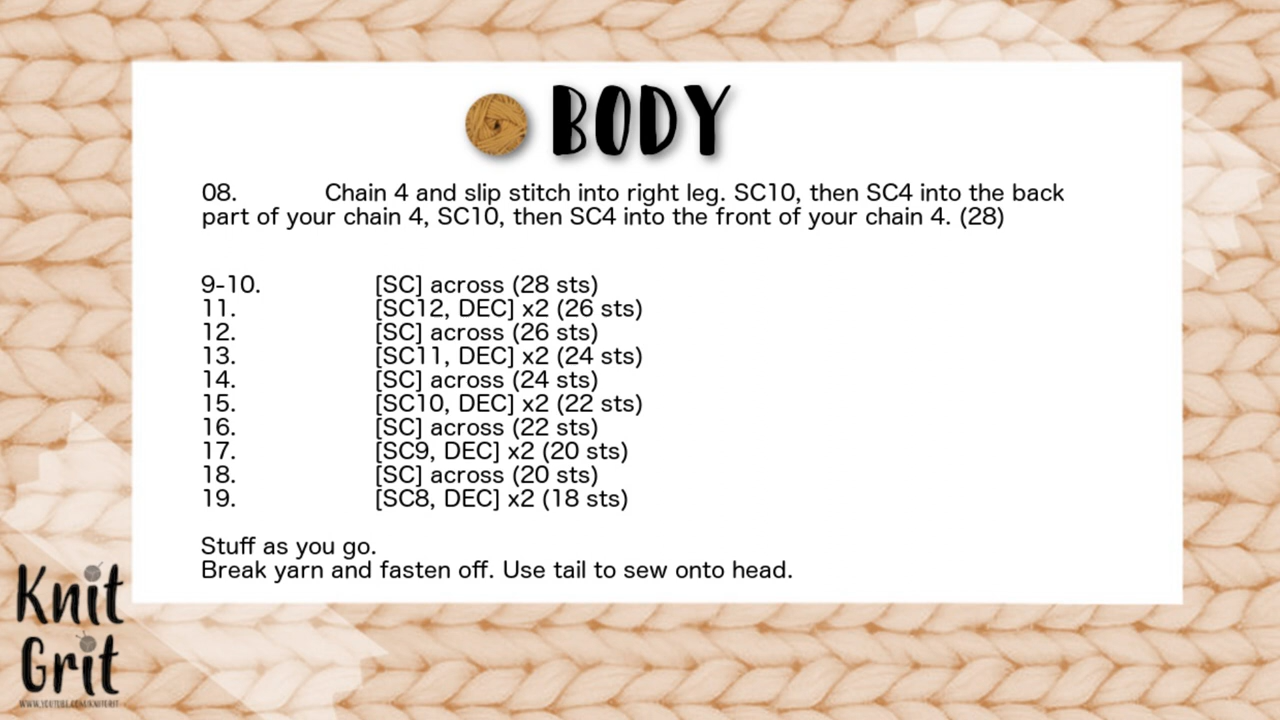 BODY
08. Chain 4 and slip stitch into right leg. SC10, then SC4 into the back
part of your chain 4, SC10, then SC4 into the front of your chain 4. (28)
9-10. [SC] across (28 sts)
11. [SC12, DEC] x2 (26 sts)
12. [SC] across (26 sts)
13. [SC11, DEC] x2 (24 sts)
14. [SC] across (24 sts)
15. [SC10, DEC] x2 (22 sts)
16. [SC] across (22 sts)
17. [SC9, DEC] x2 (20 sts)
18. [SC] across (20 sts)
19. [SC8, DEC] x2 (18 sts)
Stuff as you go.
Break yarn and fasten off. Use tail to sew onto head.
Knit
Grit
WWW.YOUTUBE.COM/KNITGRIT